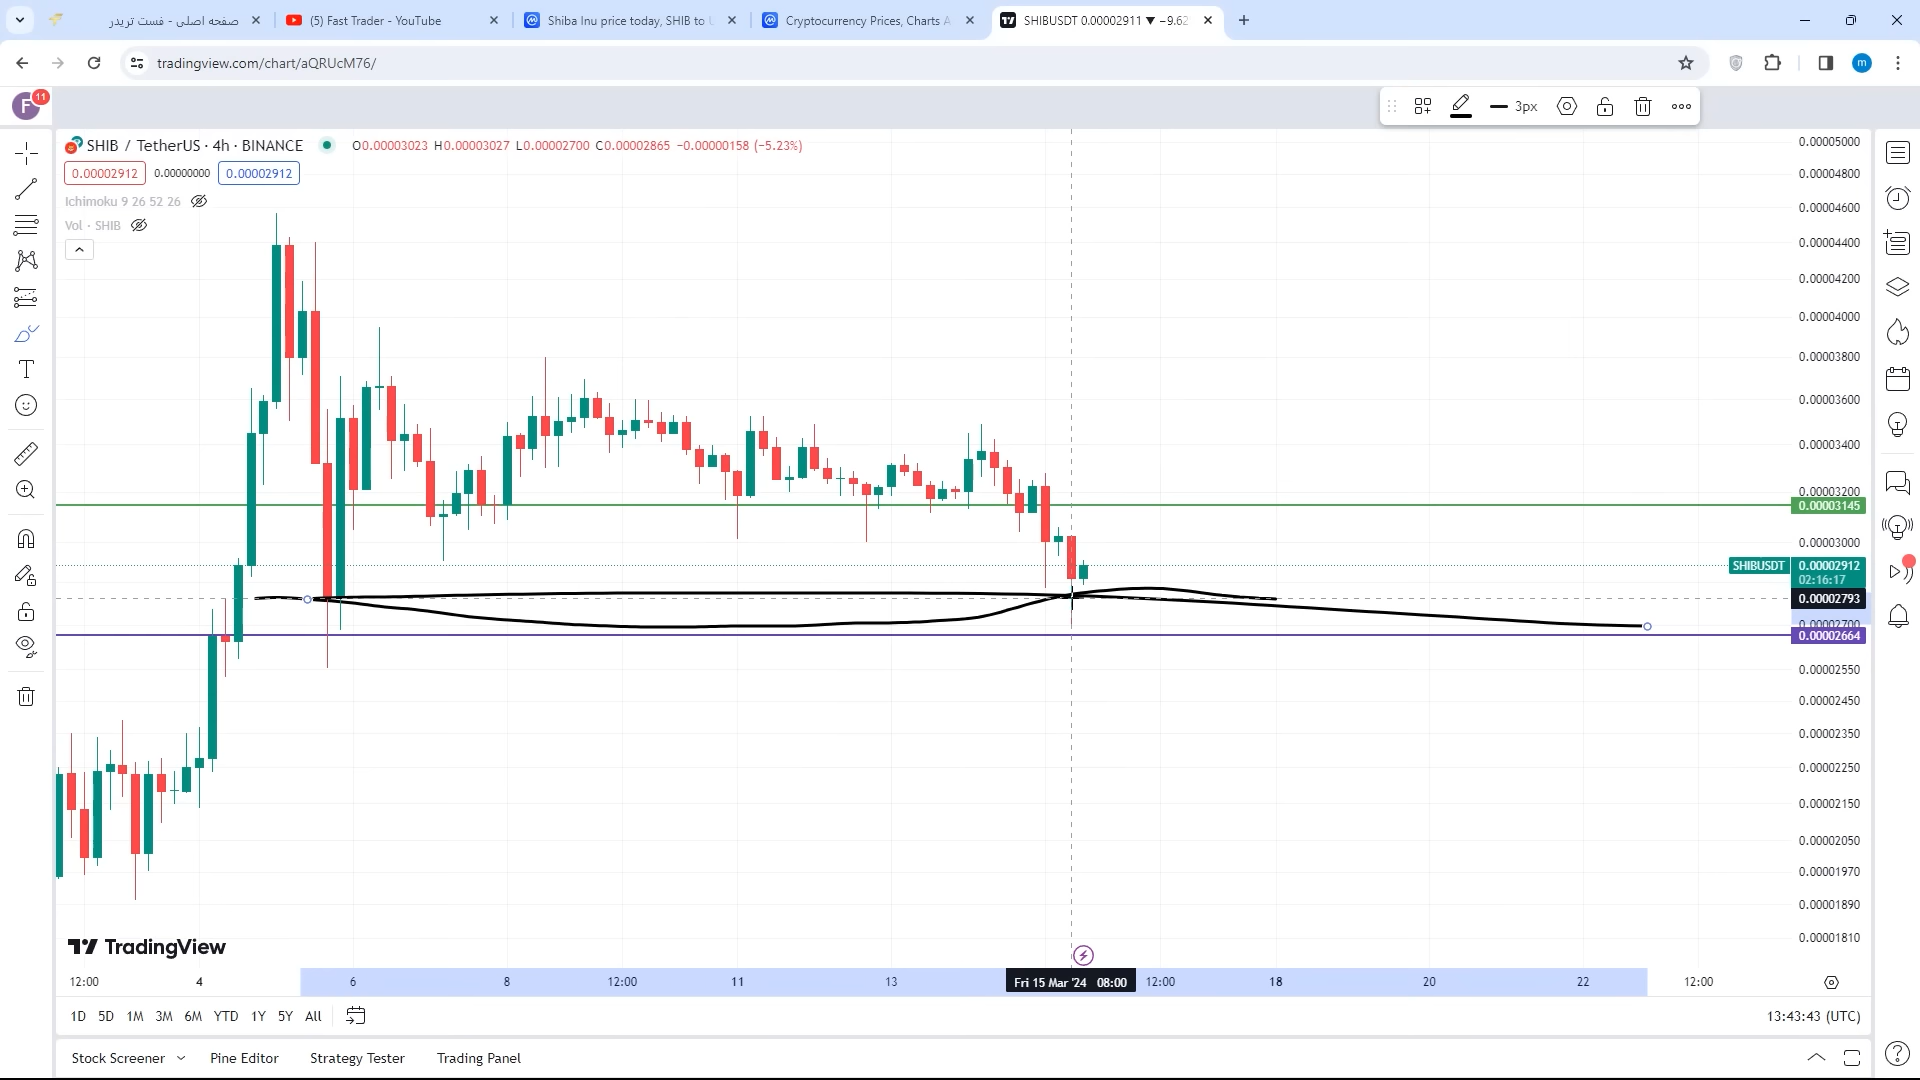 صفحه اصلی - فست تریدر
(5) Fast Trader - YouTube
Shiba Inu price today, SHIB to U
Cryptocurrency Prices, Charts A
SHIBUSDT 0.00002911 ▼ −9.62
tradingview.com/chart/aQRUcM76/
m
F
11
3px
SHIB / TetherUS · 4h · BINANCE
O0.00003023 H0.00003027 L0.00002700 C0.00002865 −0.00000158 (−5.23%)
0.00002912 0.00000000 0.00002912
Ichimoku 9 26 52 26
Vol · SHIB
0.00005000
0.00004800
0.00004600
0.00004400
0.00004200
0.00004000
0.00003800
0.00003600
0.00003400
0.00003200
0.00003145
0.00003000
SHIBUSDT 0.00002912
02:16:17
0.00002793
0.00002700
0.00002664
0.00002550
0.00002450
0.00002350
0.00002250
0.00002150
0.00002050
0.00001970
0.00001890
0.00001810
TradingView
12:00 4 6 8 12:00 11 13 Fri 15 Mar '24 08:00 12:00 18 20 22 12:00
1D 5D 1M 3M 6M YTD 1Y 5Y All
13:43:43 (UTC)
Stock Screener Pine Editor Strategy Tester Trading Panel